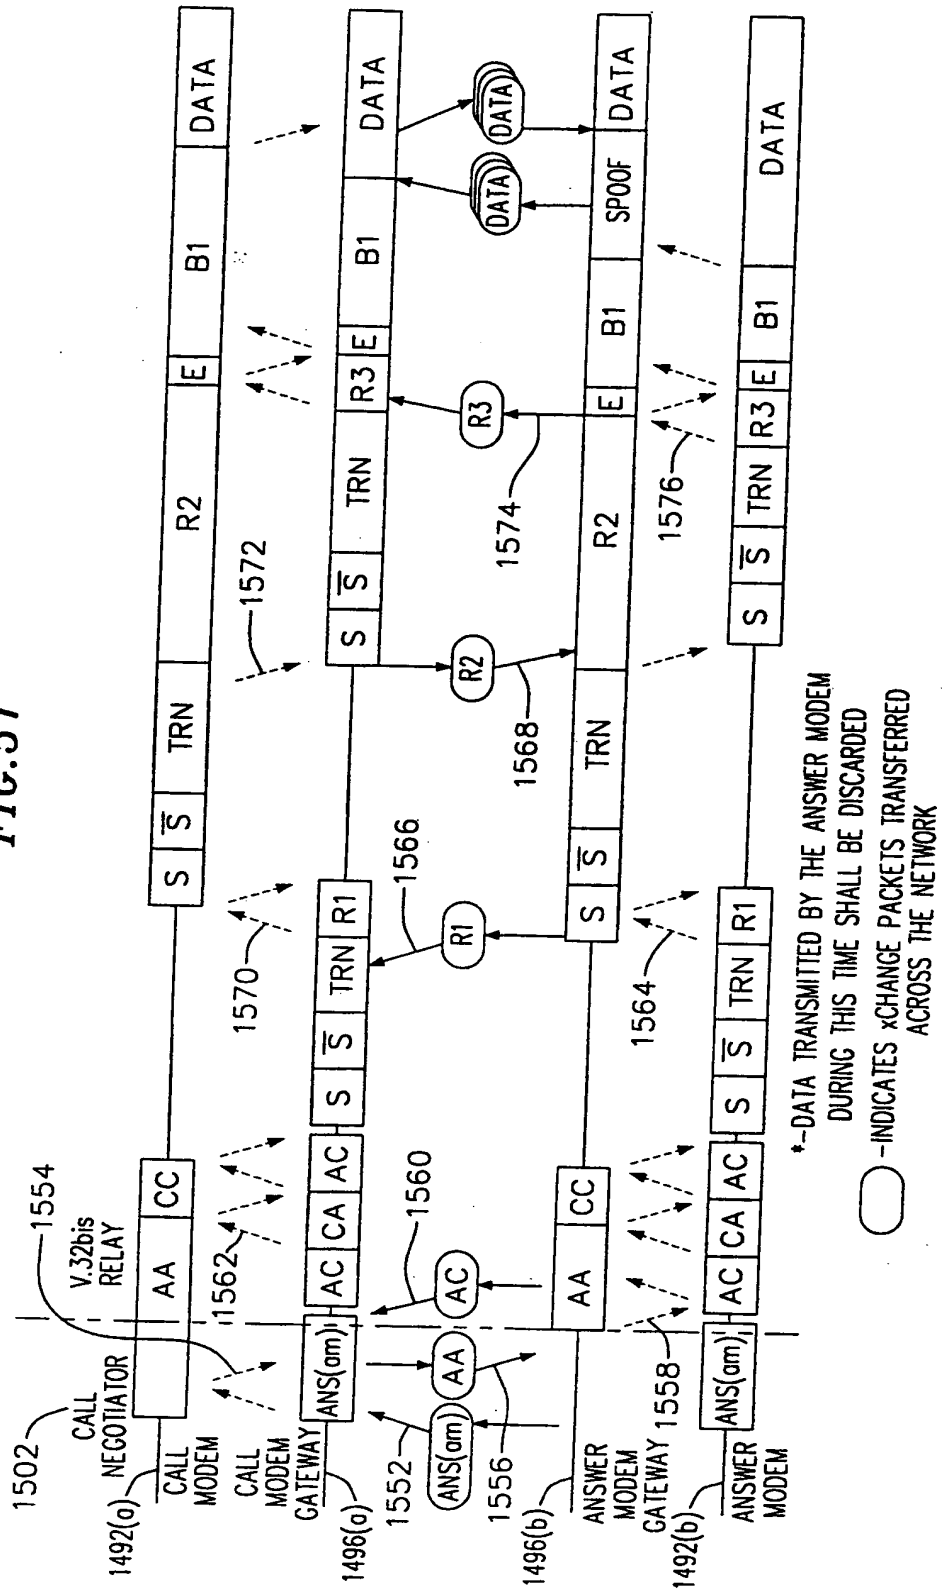 FIG.57
1502
CALL
NEGOTIATOR
V.32bis
RELAY
1554
1492(a)
CALL
MODEM
AA
CC
S
S̅
TRN
R2
E
B1
DATA
1562
1570
1572
CALL
MODEM
GATEWAY
1496(a)
ANS(am)
AC
CA
AC
S
S̅
TRN
R1
S
S̅
TRN
R3
E
B1
DATA
1552
ANS(am)
AA
1556
AC
1560
R1
1566
R2
1568
R3
1574
DATA
DATA
1496(b)
ANSWER
MODEM
GATEWAY
AA
CC
S
S̅
TRN
R2
E
B1
SPOOF
DATA
1558
1564
1576
1492(b)
ANSWER
MODEM
ANS(am)
AC
CA
AC
S
S̅
TRN
R1
S
S̅
TRN
R3
E
B1
DATA
*-DATA TRANSMITTED BY THE ANSWER MODEM
DURING THIS TIME SHALL BE DISCARDED
-INDICATES xCHANGE PACKETS TRANSFERRED
ACROSS THE NETWORK